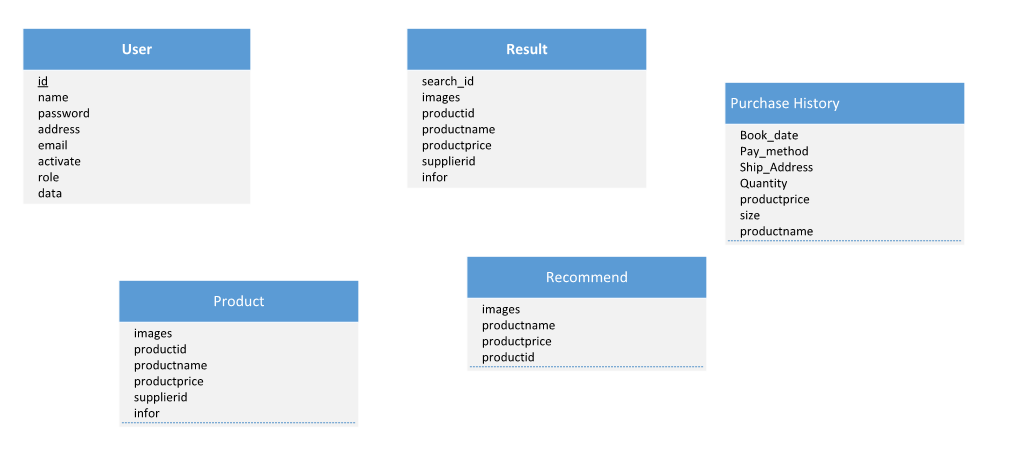 User
id
name
password
address
email
activate
role
data
Result
search_id
images
productid
productname
productprice
supplierid
infor
Purchase History
Book_date
Pay_method
Ship_Address
Quantity
productprice
size
productname
Product
images
productid
productname
productprice
supplierid
infor
Recommend
images
productname
productprice
productid